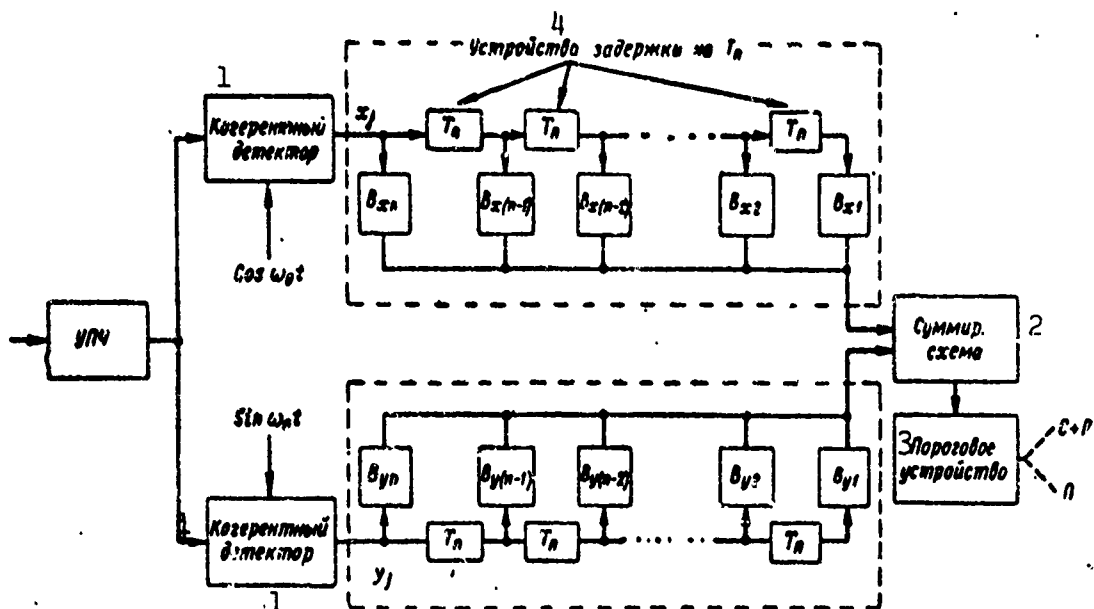 4
Устройства задержки на Tп
1
Когерентный
детектор
xj
Tп
Tп
Tп
Bxn
Bx(n-1)
Bx(n-2)
Bx2
Bx1
Cos ω0t
УПЧ
Суммир.
схема
2
Sin ω0t
Byn
By(n-1)
By(n-2)
By2
By1
3 Пороговое
устройство
С+П
П
Когерентный
детектор
Tп
Tп
Tп
yj
1